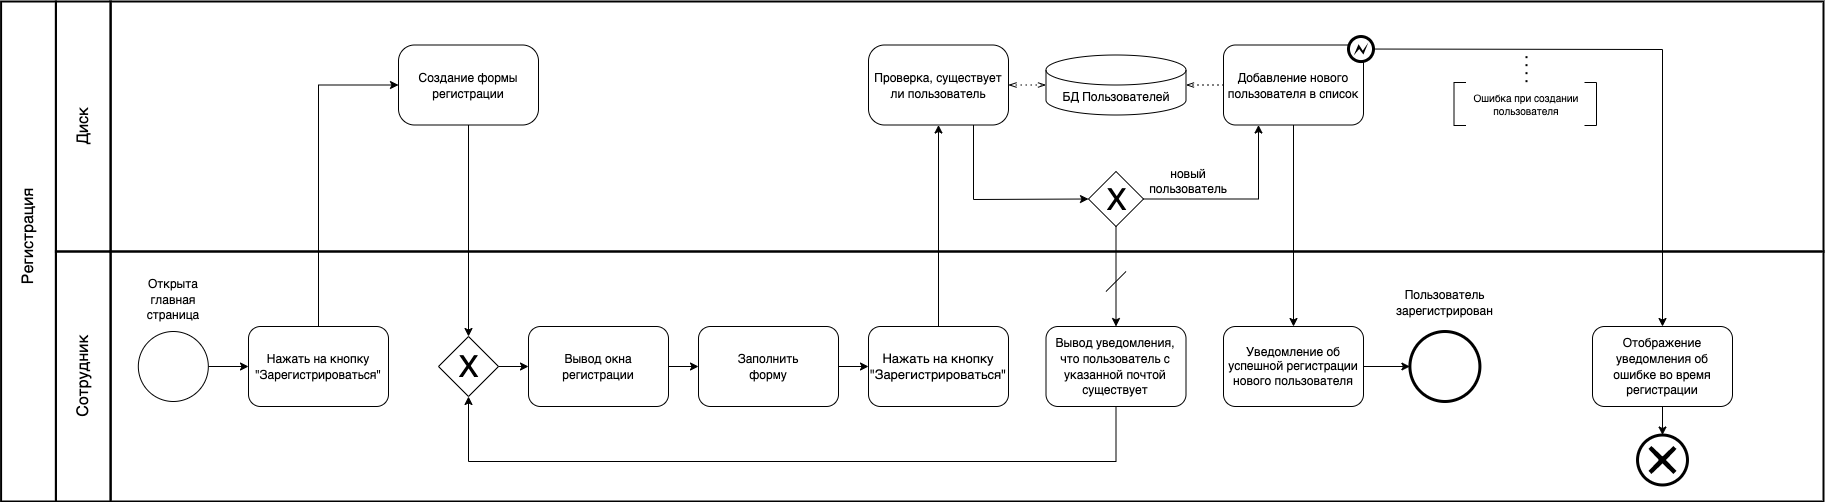 Регистрация
Диск
Создание формы
регистрации
Проверка, существует
ли пользователь
БД Пользователей
Добавление нового
пользователя в список
Ошибка при создании
пользователя
X
новый
пользователь
Сотрудник
Открыта
главная
страница
Нажать на кнопку
"Зарегистрироваться"
X
Вывод окна
регистрации
Заполнить
форму
Нажать на кнопку
"Зарегистрироваться"
Вывод уведомления,
что пользователь с
указанной почтой
существует
Уведомление об
успешной регистрации
нового пользователя
Пользователь
зарегистрирован
Отображение
уведомления об
ошибке во время
регистрации